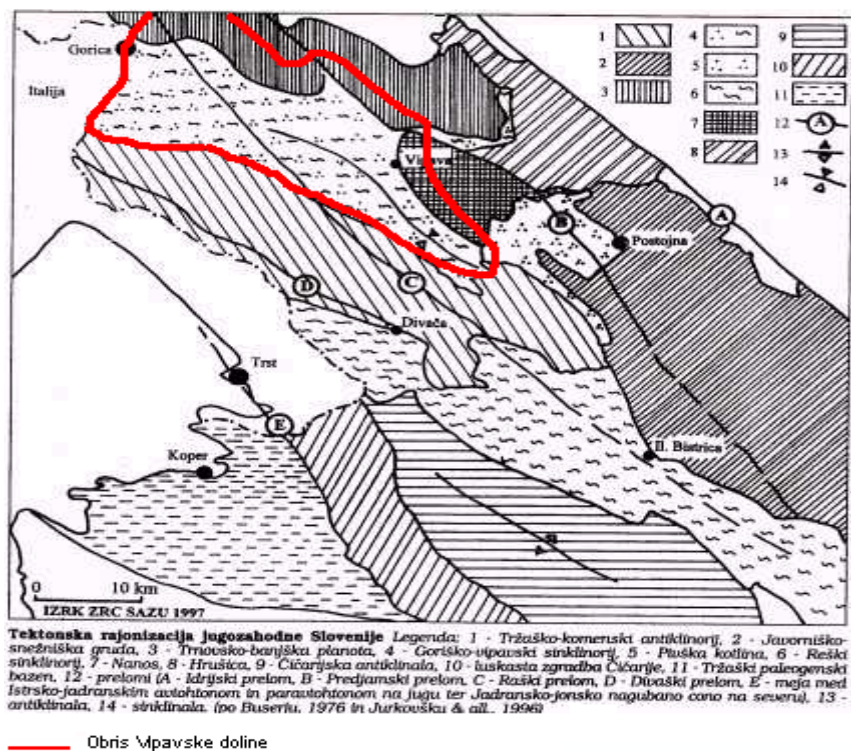 Gorica
Italija
1
2
3
4
5
6
7
8
9
10
11
12
A
13
14
Vipava
B
Postojna
A
D
C
Divača
Trst
E
Koper
Il. Bistrica
0 10 km
IZRK ZRC SAZU 1997
Tektonska rajonizacija jugozahodne Slovenije Legenda: 1 - Tržaško-komenski antiklinorij, 2 - Javorniško-
snežniška gruda, 3 - Trnovsko-banjška planota, 4 - Goriško-vipavski sinklinorij, 5 - Pivška kotlina, 6 - Reški
sinklinorij, 7 - Nanos, 8 - Hrušica, 9 - Čičarijska antiklinala, 10 - luskasta zgradba Čičarije, 11 - Tržaški paleogenski
bazen, 12 - prelomi (A - Idrijski prelom, B - Predjamski prelom, C - Raški prelom, D - Divaški prelom, E - meja med
Istrsko-jadranskim avtohtonom in paravtohtonom na jugu ter Jadransko-jonsko nagubano cono na severu), 13 -
antiklinala, 14 - sinklinala. (po Buserju, 1976 in Jurkovšku & all., 1996)
Obris Vipavske doline